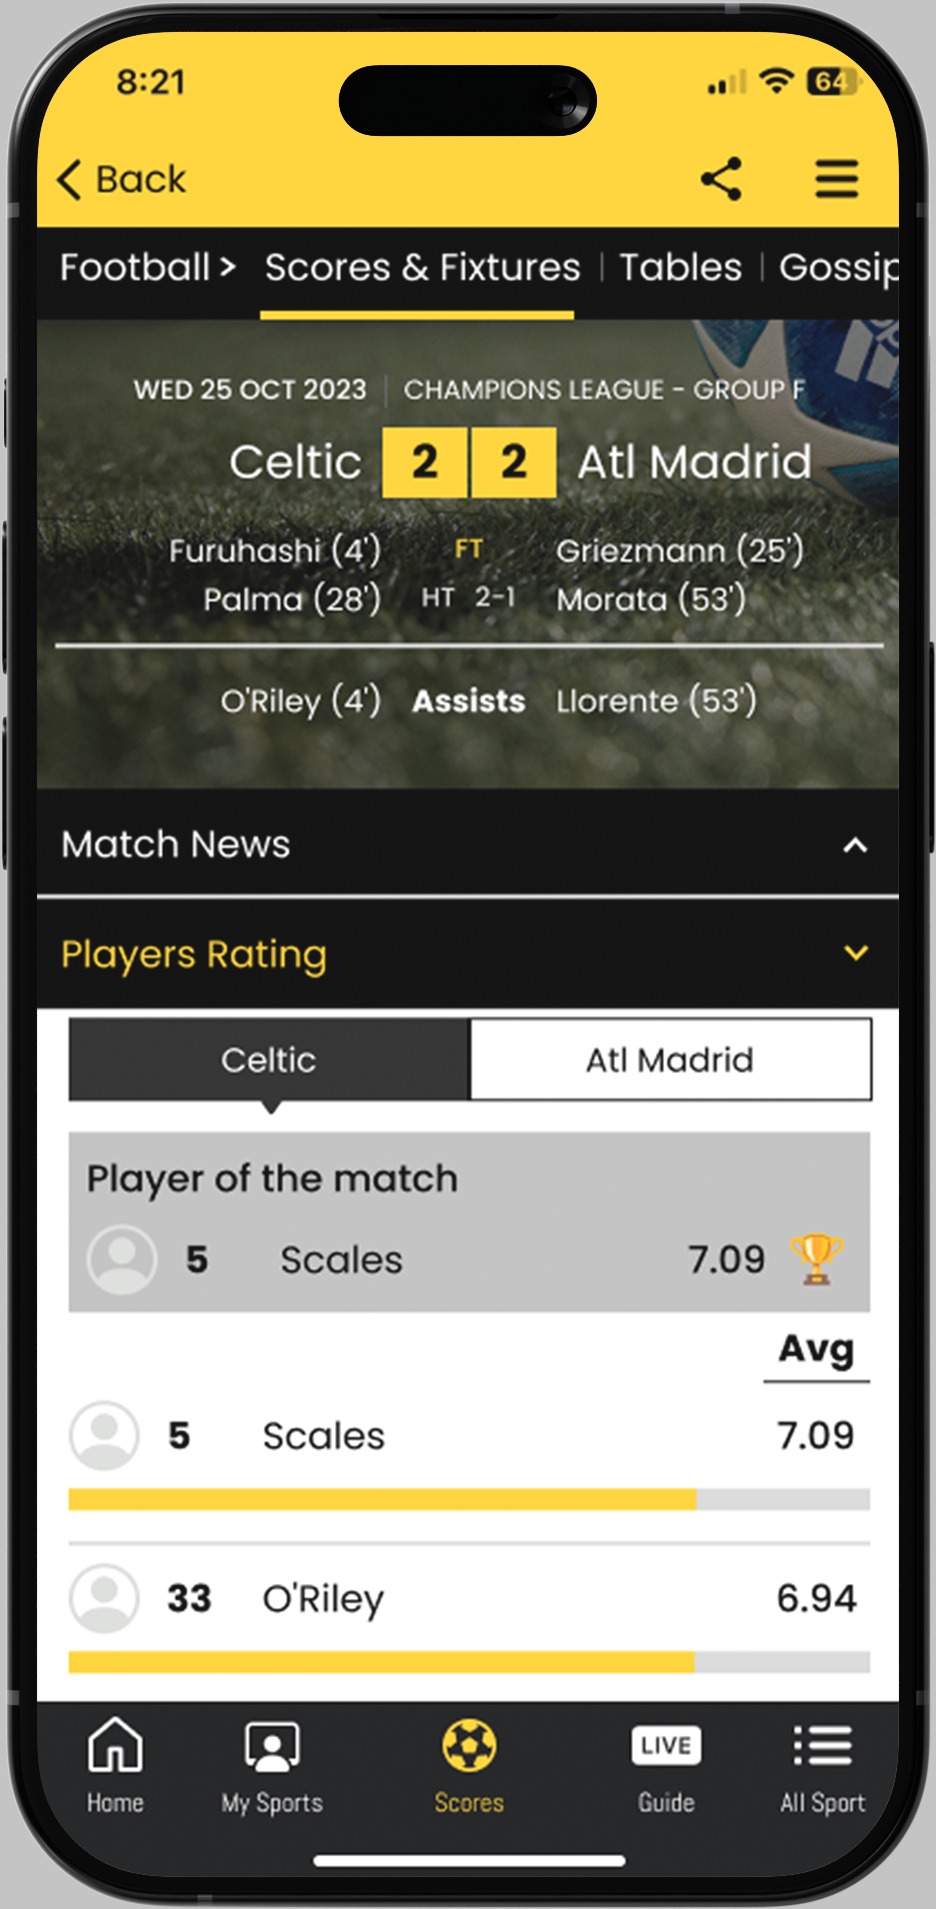 8:21 64
Back
Football > Scores & Fixtures | Tables | Gossip
WED 25 OCT 2023 | CHAMPIONS LEAGUE - GROUP F
Celtic 2 2 Atl Madrid
Furuhashi (4') FT Griezmann (25')
Palma (28') HT 2-1 Morata (53')
O'Riley (4') Assists Llorente (53')
Match News
Players Rating
Celtic Atl Madrid
Player of the match
5 Scales 7.09
Avg
5 Scales 7.09
33 O'Riley 6.94
LIVE
Home My Sports Scores Guide All Sport